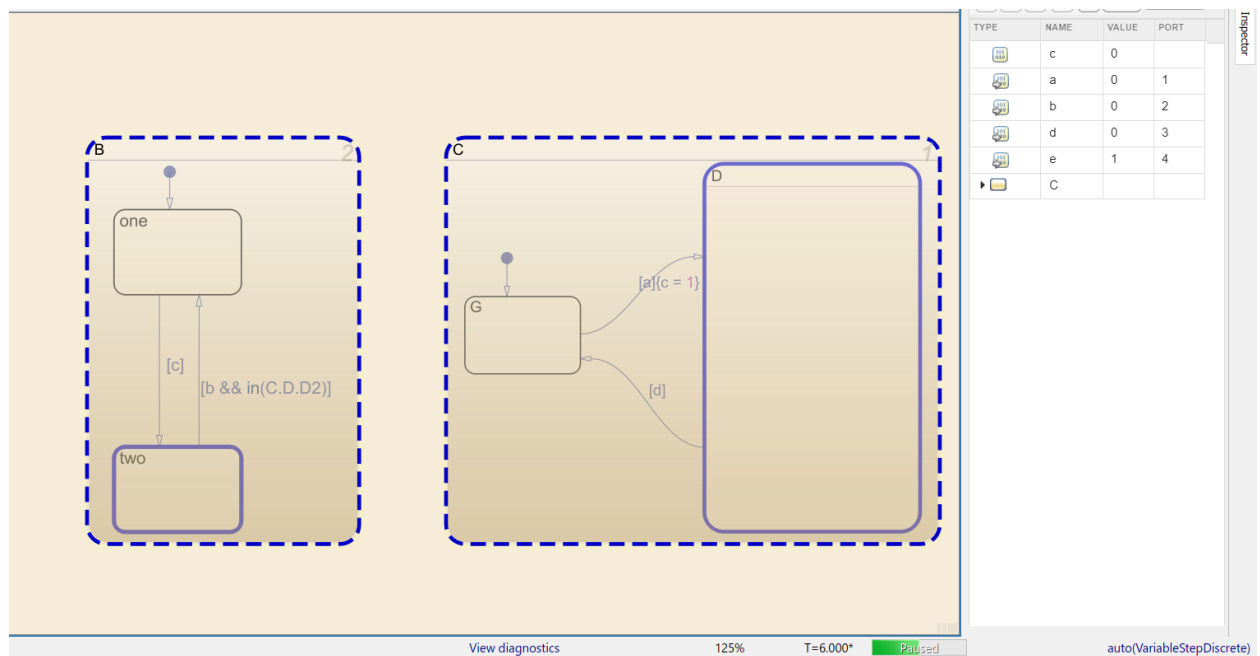 B
2
one
[c]
[b && in(C.D.D2)]
two
C
1
D
[a]{c = 1}
G
[d]
TYPE NAME VALUE PORT
c 0
a 0 1
b 0 2
d 0 3
e 1 4
C
Inspector
View diagnostics 125% T=6.000* Paused auto(VariableStepDiscrete)